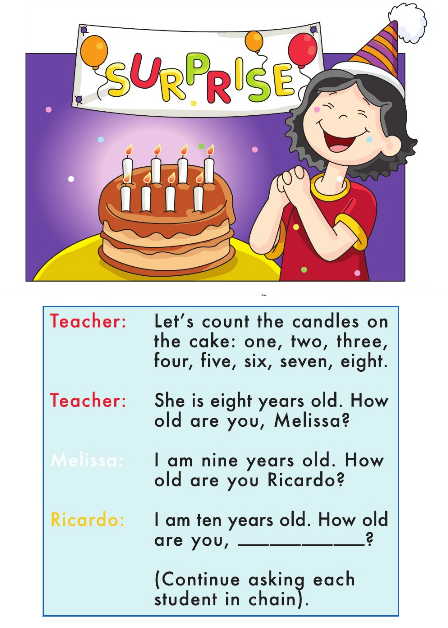 SURPRISE
Teacher: Let's count the candles on
the cake: one, two, three,
four, five, six, seven, eight.
Teacher: She is eight years old. How
old are you, Melissa?
Melissa: I am nine years old. How
old are you Ricardo?
Ricardo: I am ten years old. How old
are you, ____________?
(Continue asking each
student in chain).